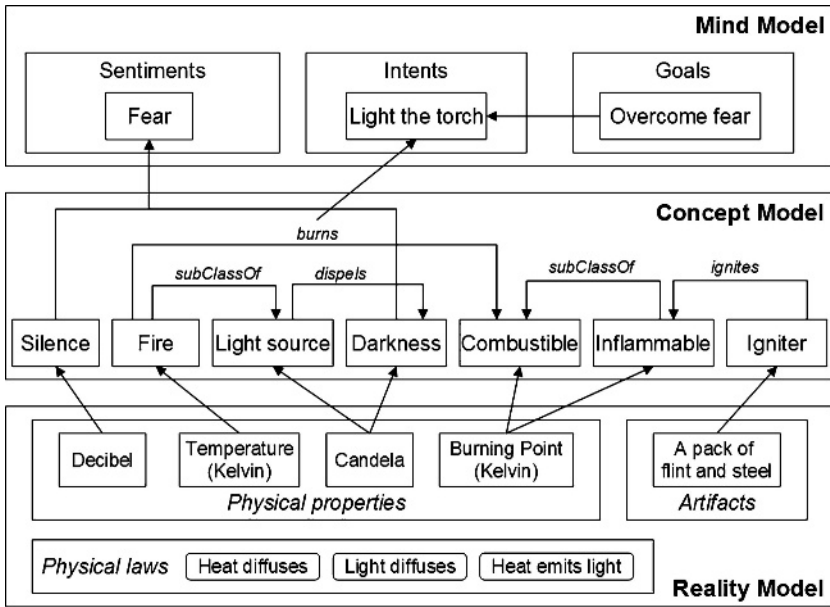 Mind Model
Sentiments
Intents
Goals
Fear
Light the torch
Overcome fear
Concept Model
burns
subClassOf
dispels
subClassOf
ignites
Silence
Fire
Light source
Darkness
Combustible
Inflammable
Igniter
Decibel
Temperature
(Kelvin)
Candela
Burning Point
(Kelvin)
A pack of
flint and steel
Physical properties
Artifacts
Physical laws
Heat diffuses
Light diffuses
Heat emits light
Reality Model